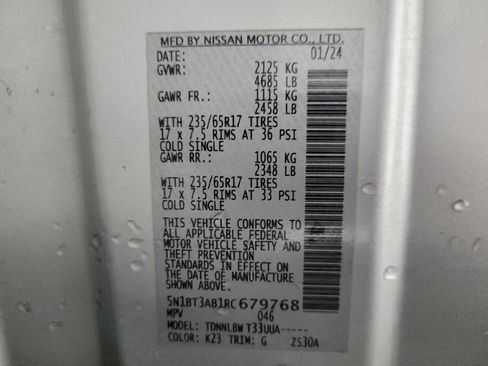 MFD BY NISSAN MOTOR CO., LTD.
DATE: 01/24
GVWR: 2125 KG
4685 LB
GAWR FR.: 1115 KG
2458 LB
WITH 235/65R17 TIRES
17 x 7.5 RIMS AT 36 PSI
COLD SINGLE
GAWR RR.: 1065 KG
2348 LB
WITH 235/65R17 TIRES
17 x 7.5 RIMS AT 33 PSI
COLD SINGLE
THIS VEHICLE CONFORMS TO
ALL APPLICABLE FEDERAL
MOTOR VEHICLE SAFETY AND
THEFT PREVENTION
STANDARDS IN EFFECT ON
THE DATE OF MANUFACTURE
SHOWN ABOVE.
5N1BT3AB1RC679768
MPV 046
MODEL: TDNNLBW T33UUA-----
COLOR: K23 TRIM: G ZS30A